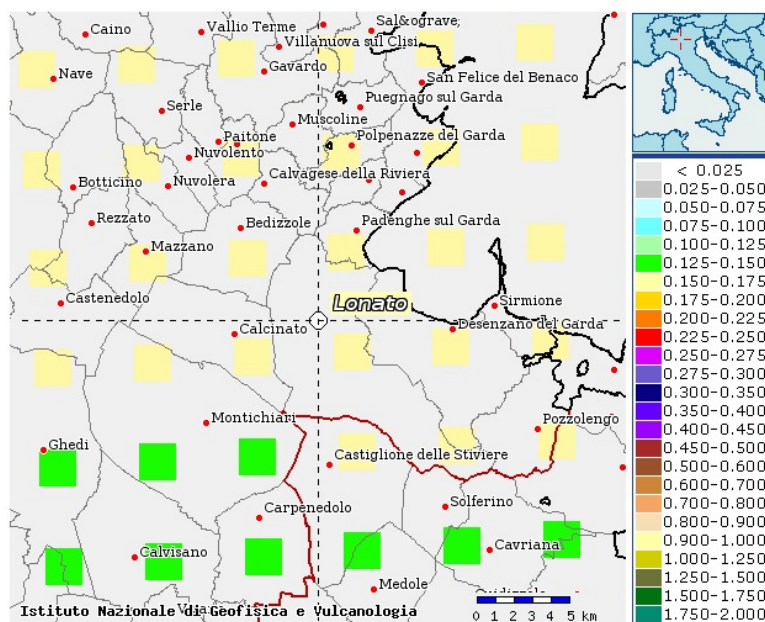 Caino
Vallio Terme
Sal&ograve;
Villanuova sul Clisi
Nave
Gavardo
San Felice del Benaco
Serle
Puegnago sul Garda
Muscoline
Paitone
Polpenazze del Garda
Nuvolento
Botticino
Nuvolera
Calvagese della Riviera
Rezzato
Bedizzole
Padenghe sul Garda
Mazzano
Castenedolo
Lonato
Sirmione
Calcinato
Desenzano del Garda
Montichiari
Pozzolengo
Ghedi
Castiglione delle Stiviere
Carpenedolo
Solferino
Calvisano
Cavriana
Medole
Istituto Nazionale di Geofisica e Vulcanologia
0 1 2 3 4 5 km
< 0.025
0.025-0.050
0.050-0.075
0.075-0.100
0.100-0.125
0.125-0.150
0.150-0.175
0.175-0.200
0.200-0.225
0.225-0.250
0.250-0.275
0.275-0.300
0.300-0.350
0.350-0.400
0.400-0.450
0.450-0.500
0.500-0.600
0.600-0.700
0.700-0.800
0.800-0.900
0.900-1.000
1.000-1.250
1.250-1.500
1.500-1.750
1.750-2.000